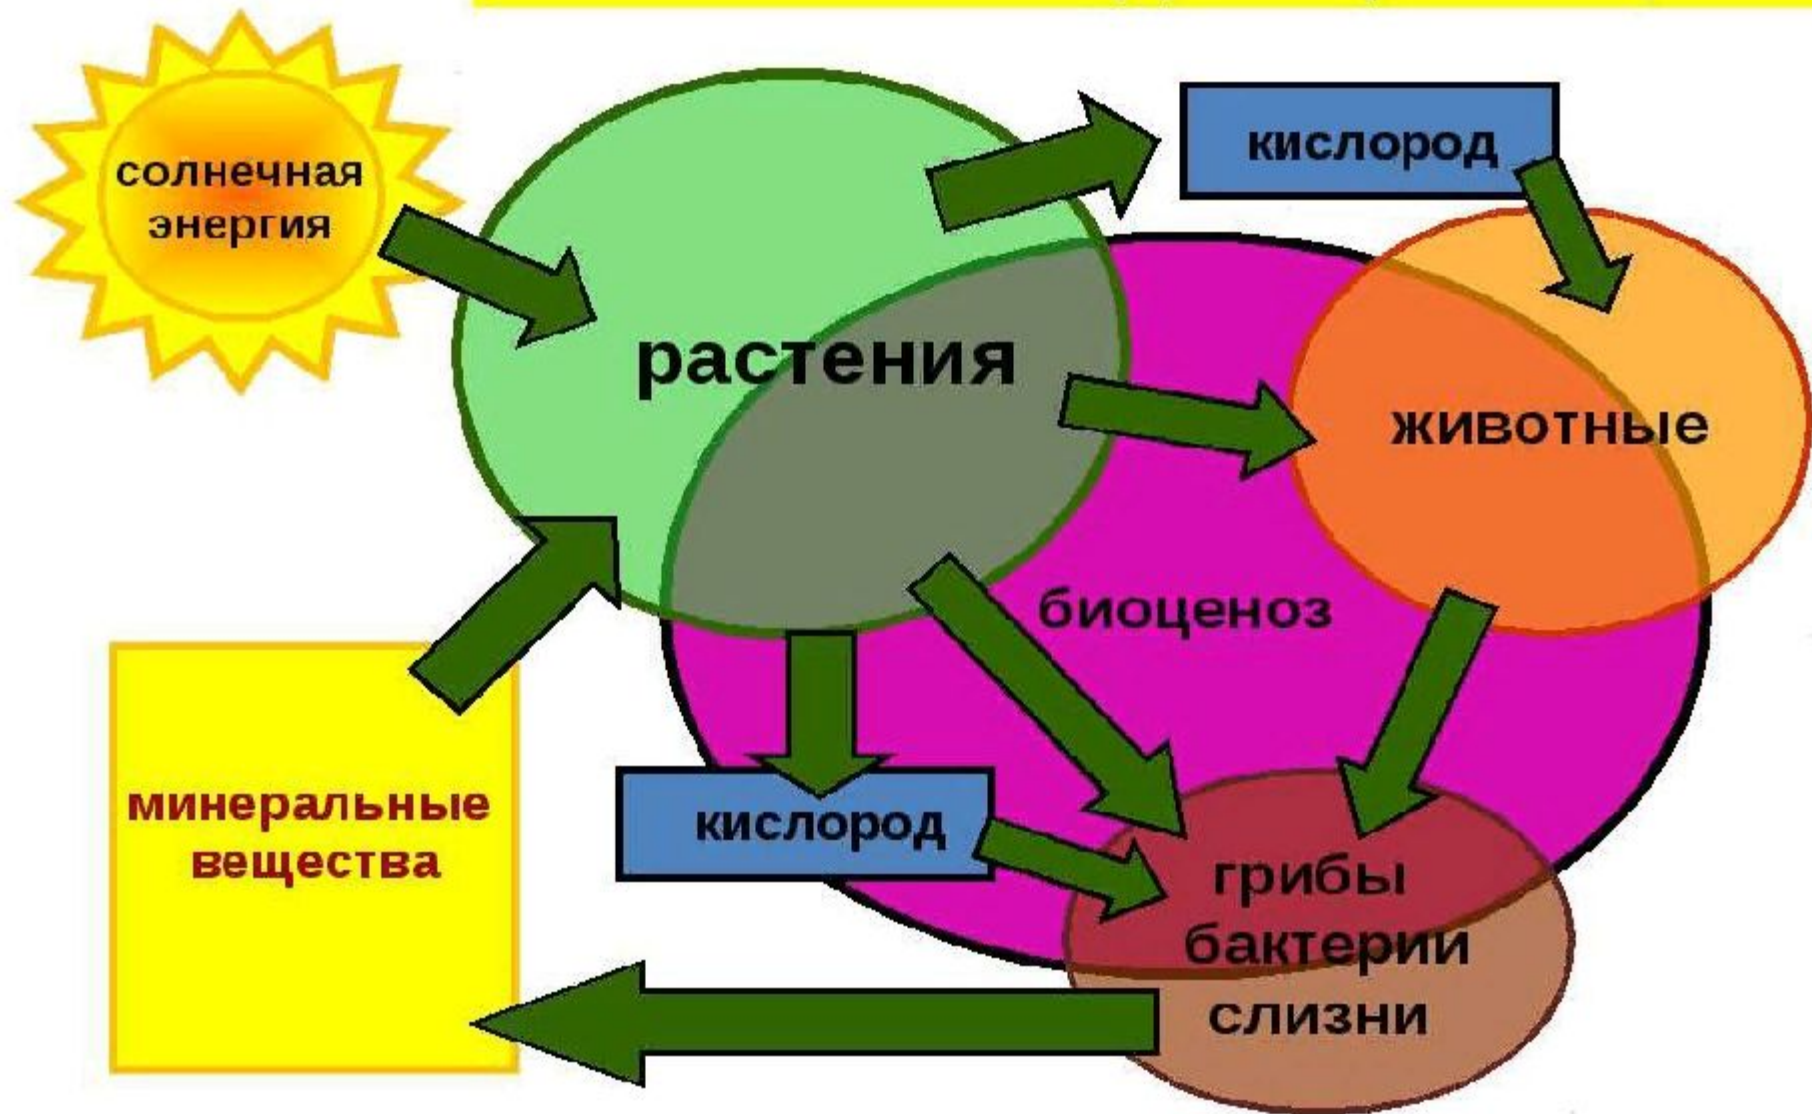 солнечная
энергия
кислород
растения
животные
биоценоз
минеральные
вещества
кислород
грибы
бактерии
слизни